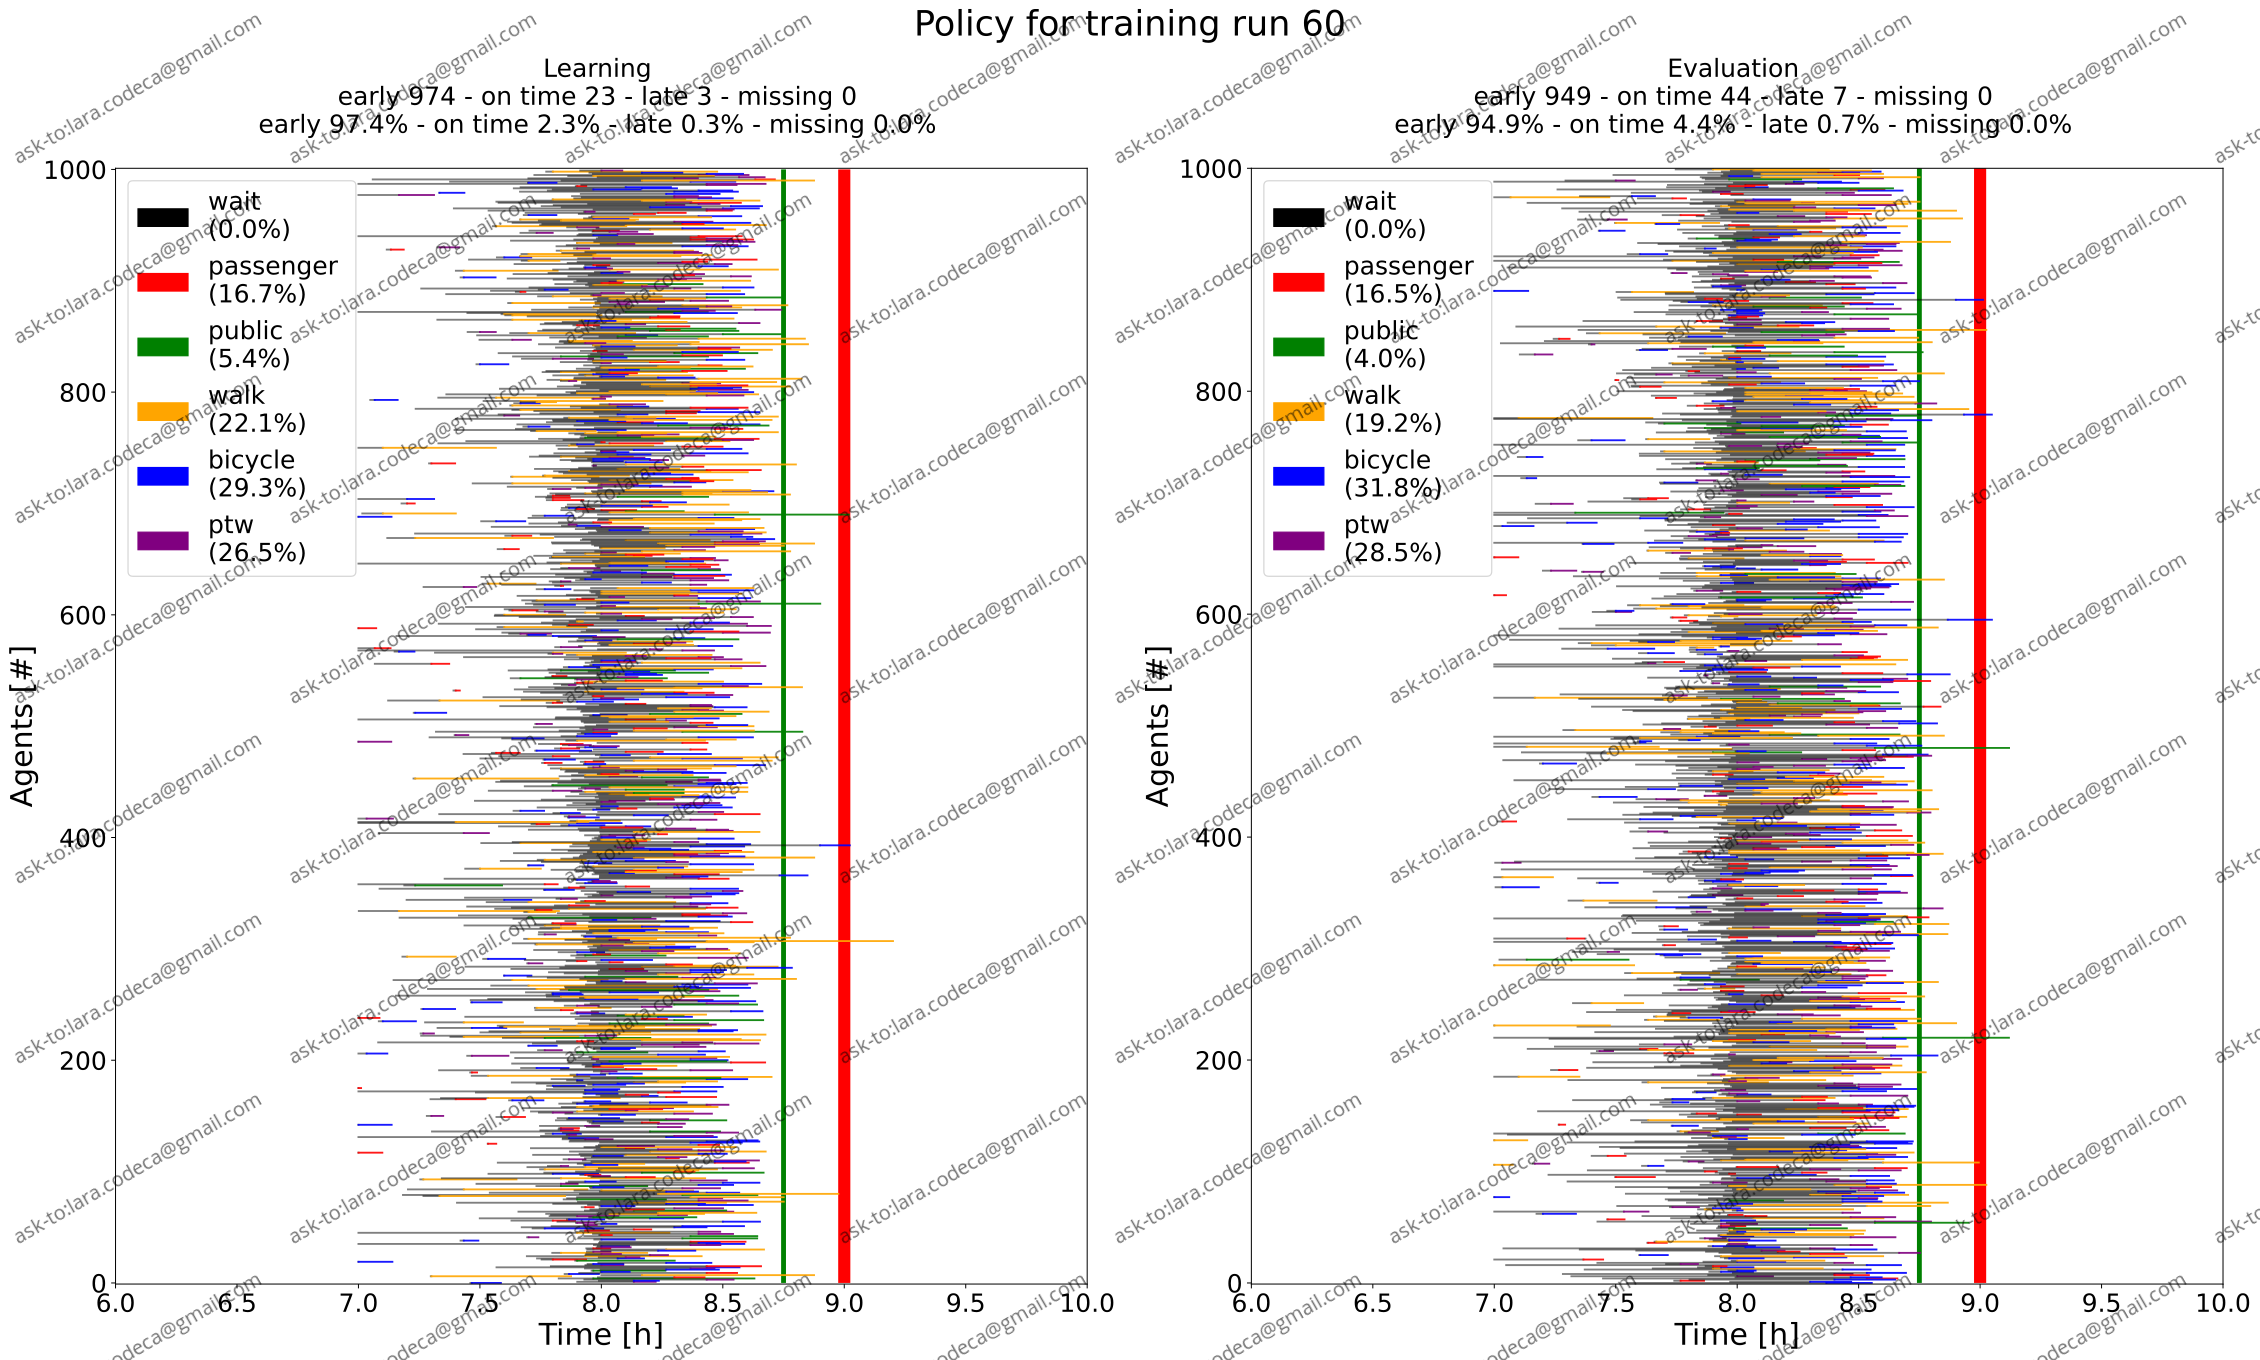 Policy for training run 60
Learning
early 974 - on time 23 - late 3 - missing 0
early 97.4% - on time 2.3% - late 0.3% - missing 0.0%
Agents [#]
1000
800
600
400
200
0
wait
(0.0%)
passenger
(16.7%)
public
(5.4%)
walk
(22.1%)
bicycle
(29.3%)
ptw
(26.5%)
6.0 6.5 7.0 7.5 8.0 8.5 9.0 9.5 10.0
Time [h]
Evaluation
early 949 - on time 44 - late 7 - missing 0
early 94.9% - on time 4.4% - late 0.7% - missing 0.0%
Agents [#]
1000
800
600
400
200
0
wait
(0.0%)
passenger
(16.5%)
public
(4.0%)
walk
(19.2%)
bicycle
(31.8%)
ptw
(28.5%)
6.0 6.5 7.0 7.5 8.0 8.5 9.0 9.5 10.0
Time [h]
ask-to:lara.codeca@gmail.com